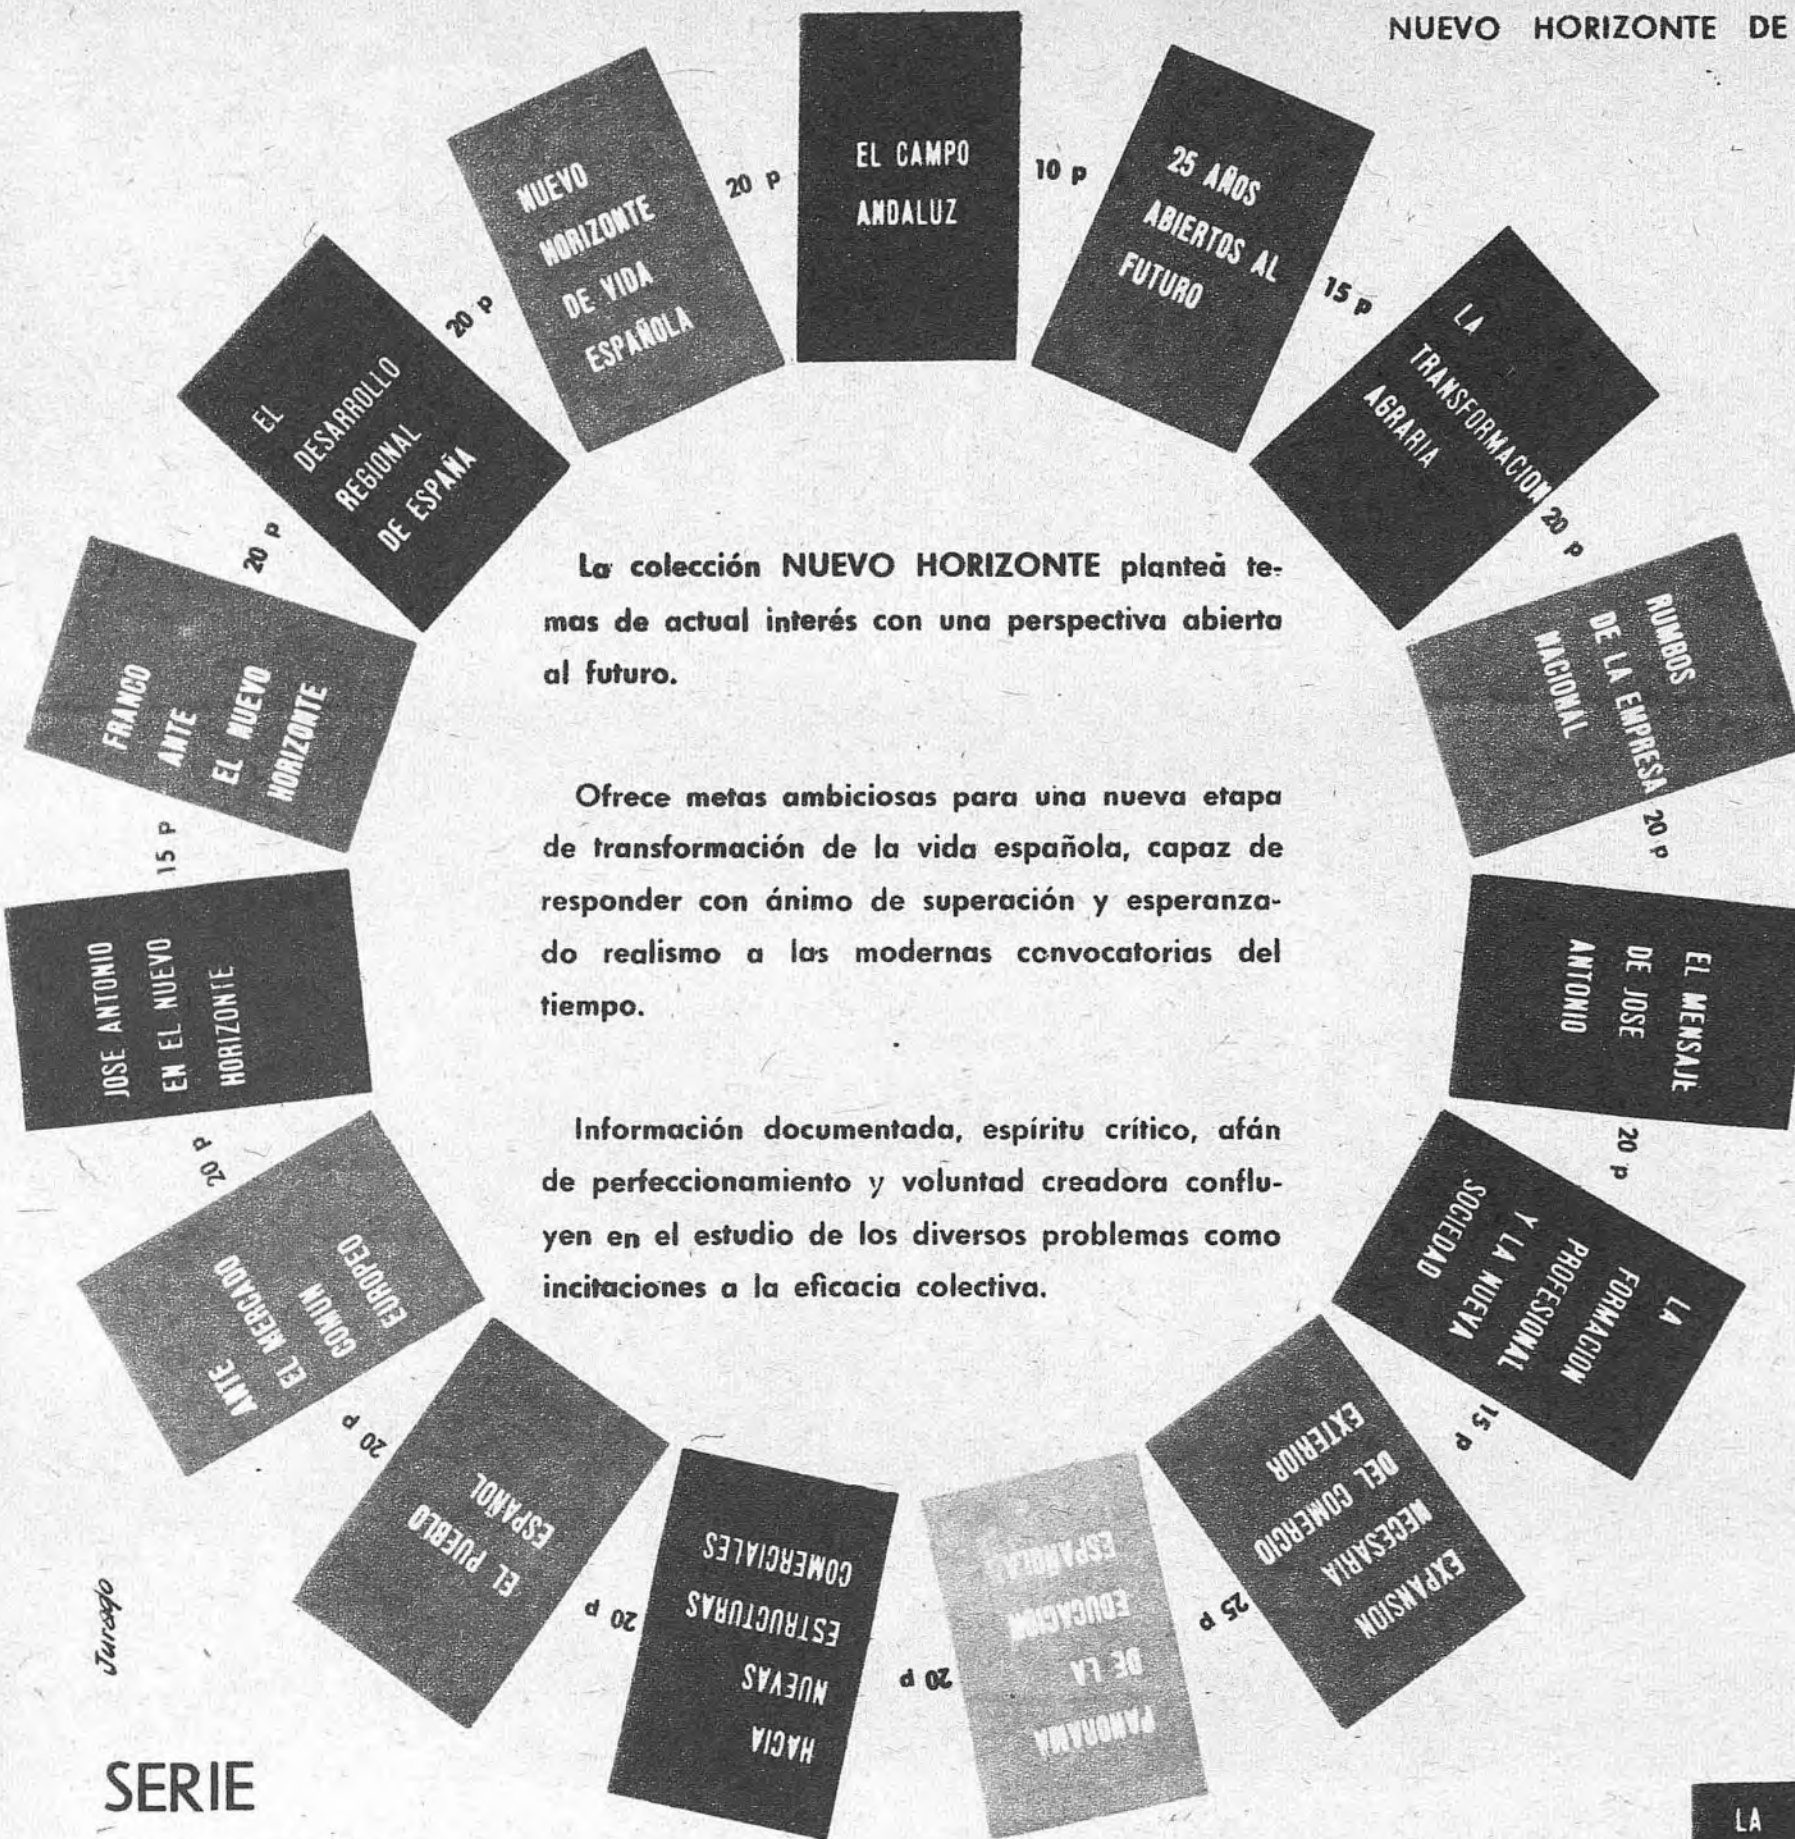 NUEVO HORIZONTE DE
EL CAMPO
ANDALUZ
10 p
25 AÑOS
ABIERTOS AL
FUTURO
15 p
LA
TRANSFORMACION
AGRARIA
20 p
RUMBOS
DE LA EMPRESA
NACIONAL
20 p
EL MENSAJE
DE JOSE
ANTONIO
20 p
LA
FORMACION
PROFESIONAL
Y LA NUEVA
SOCIEDAD
15 p
EXPANSION
NECESARIA
DEL COMERCIO
EXTERIOR
25 p
PANORAMA
DE LA
EDUCACION
ESPAÑOLA
20 p
HACIA
NUEVAS
ESTRUCTURAS
COMERCIALES
20 p
EL PUEBLO
ESPAÑOL
20 p
ANTE
EL MERCADO
COMUN
EUROPEO
20 p
JOSE ANTONIO
EN EL NUEVO
HORIZONTE
15 p
FRANCO
ANTE
EL NUEVO
HORIZONTE
20 p
EL
DESARROLLO
REGIONAL
DE ESPAÑA
20 p
NUEVO
HORIZONTE
DE VIDA
ESPAÑOLA
20 p
La colección NUEVO HORIZONTE plantea te-
mas de actual interés con una perspectiva abierta
al futuro.
Ofrece metas ambiciosas para una nueva etapa
de transformación de la vida española, capaz de
responder con ánimo de superación y esperanza-
do realismo a las modernas convocatorias del
tiempo.
Información documentada, espíritu crítico, afán
de perfeccionamiento y voluntad creadora conflu-
yen en el estudio de los diversos problemas como
incitaciones a la eficacia colectiva.
SERIE
LA